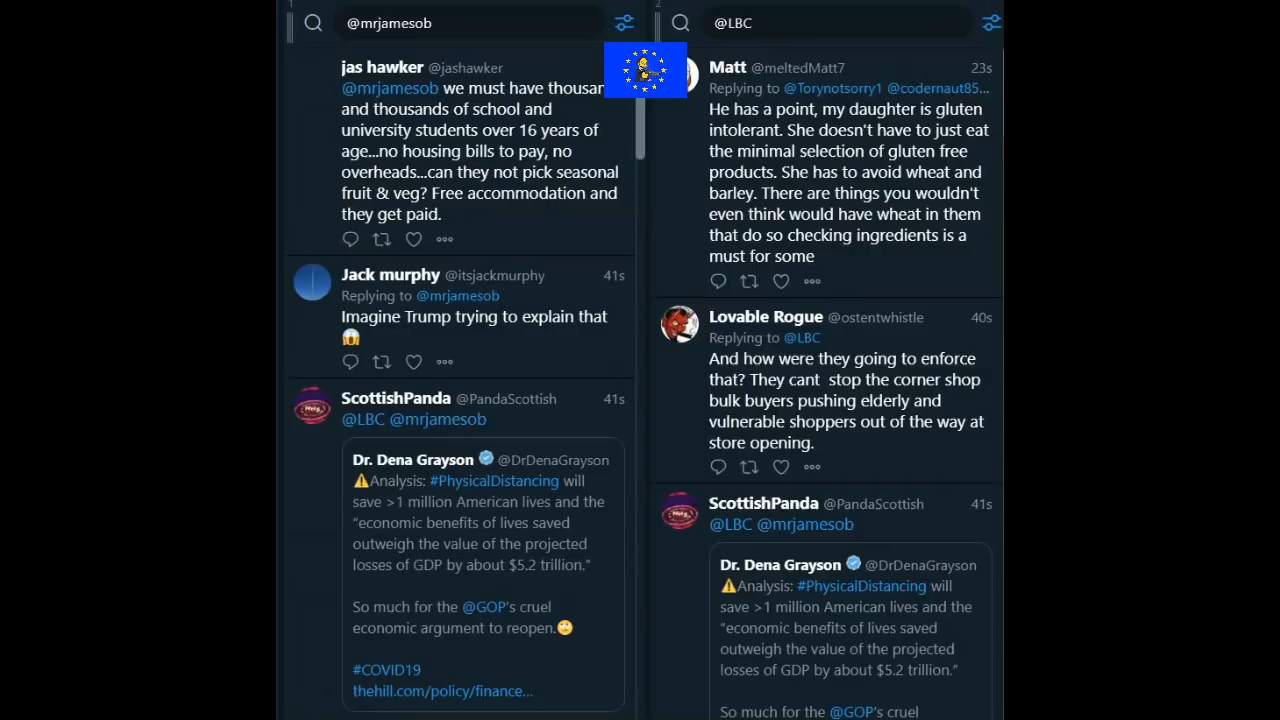 1
@mrjamesob
jas hawker @jashawker
@mrjamesob we must have thousan
and thousands of school and
university students over 16 years of
age...no housing bills to pay, no
overheads...can they not pick seasonal
fruit & veg? Free accommodation and
they get paid.
Jack murphy @itsjackmurphy 41s
Replying to @mrjamesob
Imagine Trump trying to explain that
😱
ScottishPanda @PandaScottish 41s
@LBC @mrjamesob
Dr. Dena Grayson @DrDenaGrayson
⚠️Analysis: #PhysicalDistancing will
save >1 million American lives and the
“economic benefits of lives saved
outweigh the value of the projected
losses of GDP by about $5.2 trillion.”
So much for the @GOP's cruel
economic argument to reopen.🙄
#COVID19
thehill.com/policy/finance...
2
@LBC
Matt @meltedMatt7 23s
Replying to @Torynotsorry1 @codernaut85...
He has a point, my daughter is gluten
intolerant. She doesn't have to just eat
the minimal selection of gluten free
products. She has to avoid wheat and
barley. There are things you wouldn't
even think would have wheat in them
that do so checking ingredients is a
must for some
Lovable Rogue @ostentwhistle 40s
Replying to @LBC
And how were they going to enforce
that? They cant stop the corner shop
bulk buyers pushing elderly and
vulnerable shoppers out of the way at
store opening.
ScottishPanda @PandaScottish 41s
@LBC @mrjamesob
Dr. Dena Grayson @DrDenaGrayson
⚠️Analysis: #PhysicalDistancing will
save >1 million American lives and the
“economic benefits of lives saved
outweigh the value of the projected
losses of GDP by about $5.2 trillion.”
So much for the @GOP's cruel